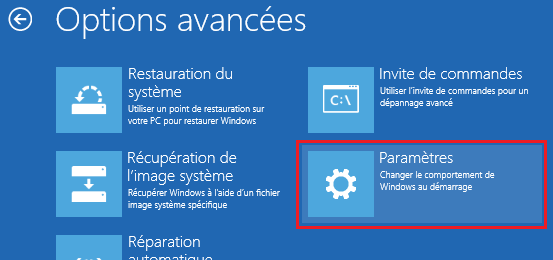 Options avancées
Restauration du
système
Utiliser un point de restauration sur
votre PC pour restaurer Windows
Invite de commandes
Utiliser l'invite de commandes pour un
dépannage avancé
C:\
Récupération de
l'image système
Récupérer Windows à l'aide d'un fichier
image système spécifique
Paramètres
Changer le comportement de
Windows au démarrage
Réparation
automatique